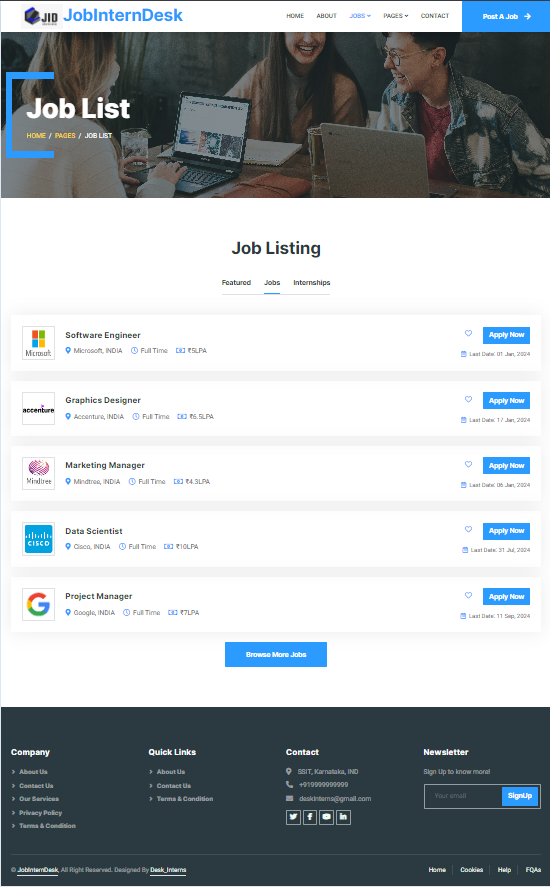 JID JobInternDesk HOME ABOUT JOBS PAGES CONTACT Post A Job
Job List
HOME / PAGES / JOB LIST
Job Listing
Featured Jobs Internships
Microsoft
Software Engineer
Microsoft, INDIA Full Time ₹5LPA
Apply Now
Last Date: 01 Jan, 2024
accenture
Graphics Designer
Accenture, INDIA Full Time ₹6.5LPA
Apply Now
Last Date: 17 Jan, 2024
Mindtree
Marketing Manager
Mindtree, INDIA Full Time ₹4.3LPA
Apply Now
Last Date: 06 Jan, 2024
CISCO
Data Scientist
Cisco, INDIA Full Time ₹10LPA
Apply Now
Last Date: 31 Jul, 2024
G
Project Manager
Google, INDIA Full Time ₹7LPA
Apply Now
Last Date: 11 Sep, 2024
Browse More Jobs
Company
About Us
Contact Us
Our Services
Privacy Policy
Terms & Condition
Quick Links
About Us
Contact Us
Terms & Condition
Contact
SSIT, Karnataka, IND
+919999999999
deskinterns@gmail.com
Newsletter
Sign Up to know more!
Your email SignUp
© JobInternDesk, All Right Reserved. Designed By Desk_Interns
Home Cookies Help FQAs